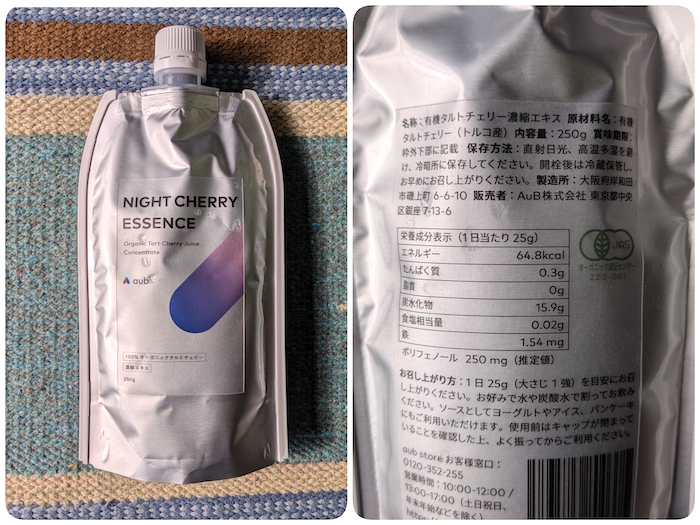 NIGHT CHERRY
ESSENCE
Organic Tart Cherry Juice
Concentrate
aub
100% オーガニックタルトチェリー
濃縮エキス
250g
名称：有機タルトチェリー濃縮エキス 原材料名：有機
タルトチェリー（トルコ産） 内容量：250g 賞味期限：
枠外下部に記載 保存方法：直射日光、高温多湿を避
け、冷暗所に保存してください。開栓後は冷蔵保管し、
お早めにお召し上がりください。製造所：大阪府岸和田
市磯上町 6-6-10 販売者：AuB株式会社 東京都中央
区銀座 7-13-6
栄養成分表示（1日当たり 25g）
エネルギー 64.8kcal
たんぱく質 0.3g
脂質 0g
炭水化物 15.9g
食塩相当量 0.02g
鉄 1.54 mg
ポリフェノール 250 mg（推定値）
JAS
オーガニック認証センター
223-001
お召し上がり方：1日 25g（大さじ 1 強）を目安にお召
し上がりください。お好みで水や炭酸水で割ってお飲み
ください。ソースとしてヨーグルトやアイス、パンケーキ
にもご利用いただけます。使用前はキャップが閉まって
いることを確認した上、よく振ってからご利用ください。
aub store お客様窓口：
0120-352-255
営業時間：10:00-12:00 /
13:00-17:00（土日祝日、
年末年始などを除く）